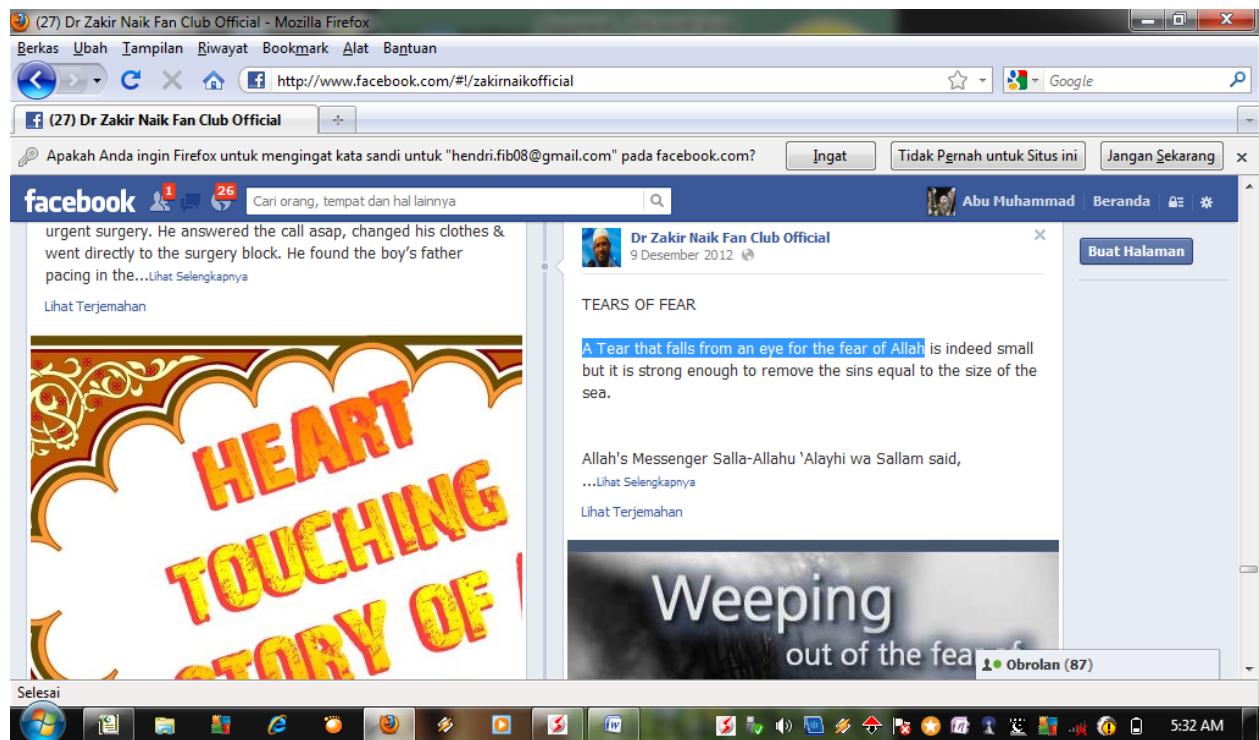 (27) Dr Zakir Naik Fan Club Official - Mozilla Firefox
Berkas Ubah Tampilan Riwayat Bookmark Alat Bantuan
http://www.facebook.com/#!/zakirnaikofficial
Google
(27) Dr Zakir Naik Fan Club Official
Apakah Anda ingin Firefox untuk mengingat kata sandi untuk "hendri.fib08@gmail.com" pada facebook.com? Ingat Tidak Pernah untuk Situs ini Jangan Sekarang
facebook 1 26 Cari orang, tempat dan hal lainnya Abu Muhammad Beranda
urgent surgery. He answered the call asap, changed his clothes &
went directly to the surgery block. He found the boy's father
pacing in the...Lihat Selengkapnya
Lihat Terjemahan
HEART
TOUCHING
STORY OF
Dr Zakir Naik Fan Club Official
9 Desember 2012
TEARS OF FEAR
A Tear that falls from an eye for the fear of Allah is indeed small
but it is strong enough to remove the sins equal to the size of the
sea.
Allah's Messenger Salla-Allahu 'Alayhi wa Sallam said,
...Lihat Selengkapnya
Lihat Terjemahan
Weeping
out of the fear of
Buat Halaman
Obrolan (87)
Selesai
5:32 AM